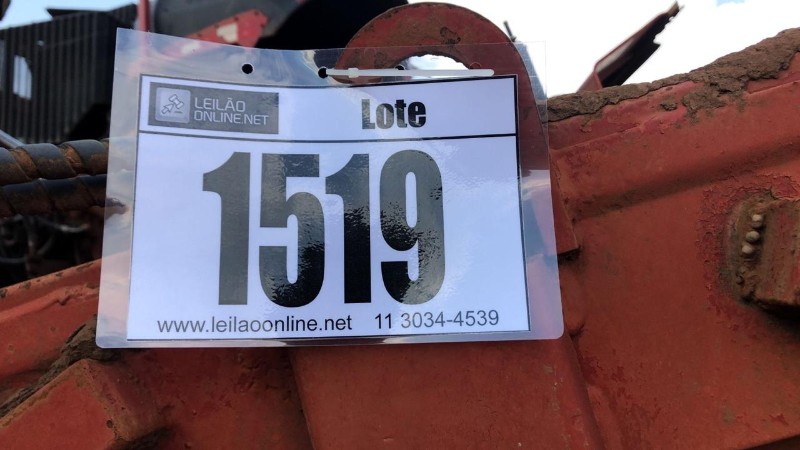 LEILÃO
ONLINE.NET
Lote
1519
www.leilaoonline.net 11 3034-4539